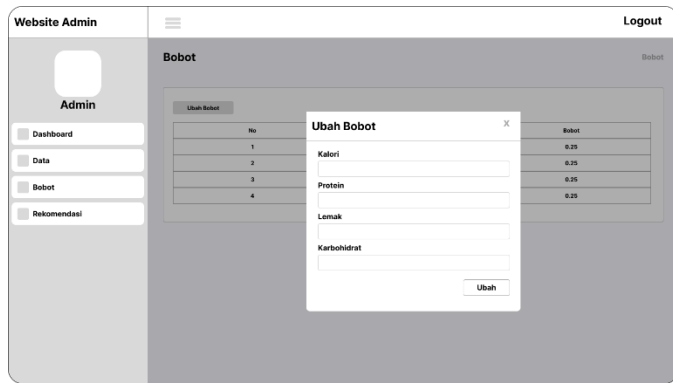 Website Admin
Logout
Admin
Dashboard
Data
Bobot
Rekomendasi
Bobot
Bobot
Ubah Bobot
No Bobot
1 0.25
2 0.25
3 0.25
4 0.25
Ubah Bobot X
Kalori
Protein
Lemak
Karbohidrat
Ubah